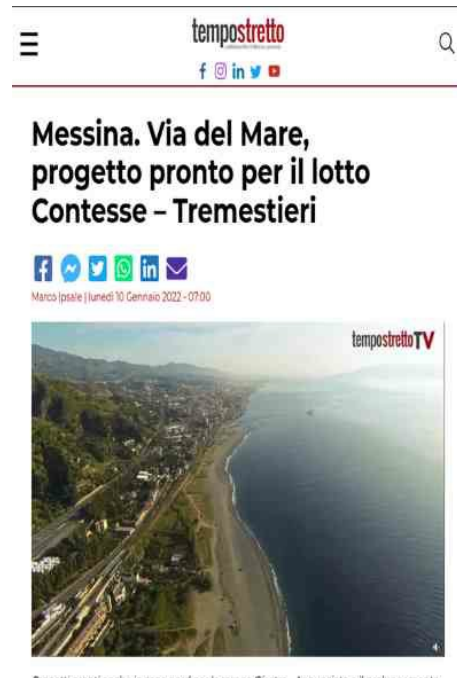 tempostretto
Messina. Via del Mare,
progetto pronto per il lotto
Contesse – Tremestieri
Marco Ipsale | lunedì 10 Gennaio 2022 - 07:00
tempostrettoTV